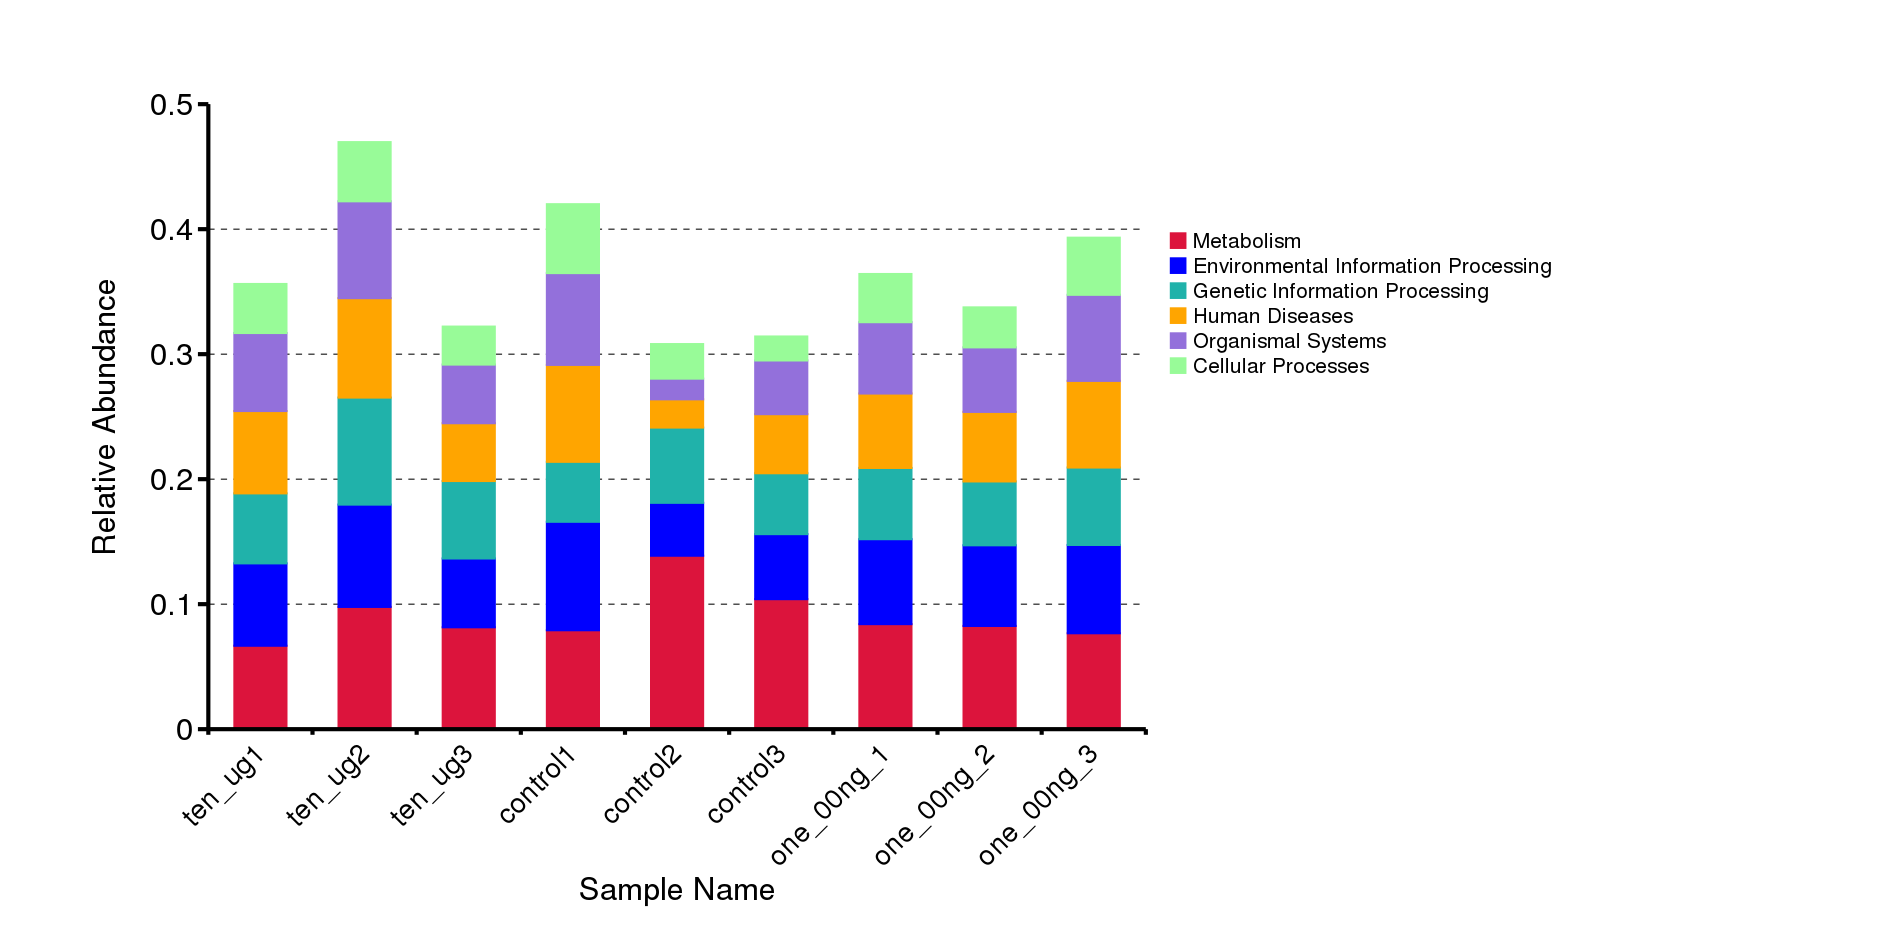 0.5
0.4
0.3
0.2
0.1
0
Relative Abundance
ten_ug1
ten_ug2
ten_ug3
control1
control2
control3
one_00ng_1
one_00ng_2
one_00ng_3
Sample Name
Metabolism
Environmental Information Processing
Genetic Information Processing
Human Diseases
Organismal Systems
Cellular Processes